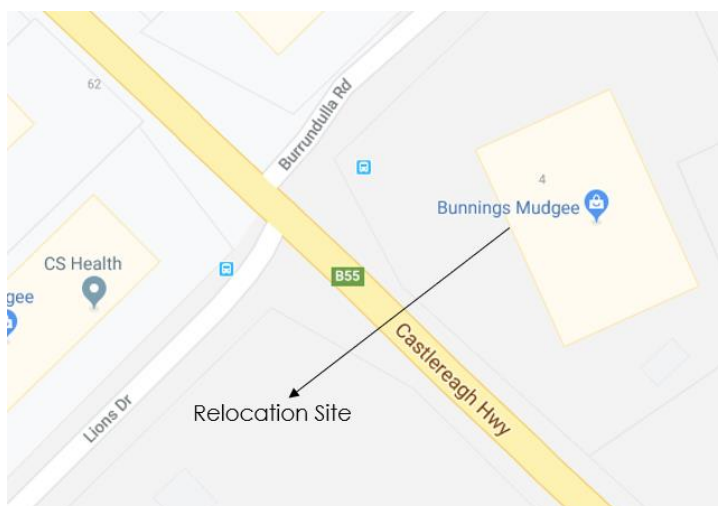 62
Burrundulla Rd
4
Bunnings Mudgee
CS Health
gee
B55
Castlereagh Hwy
Lions Dr
Relocation Site